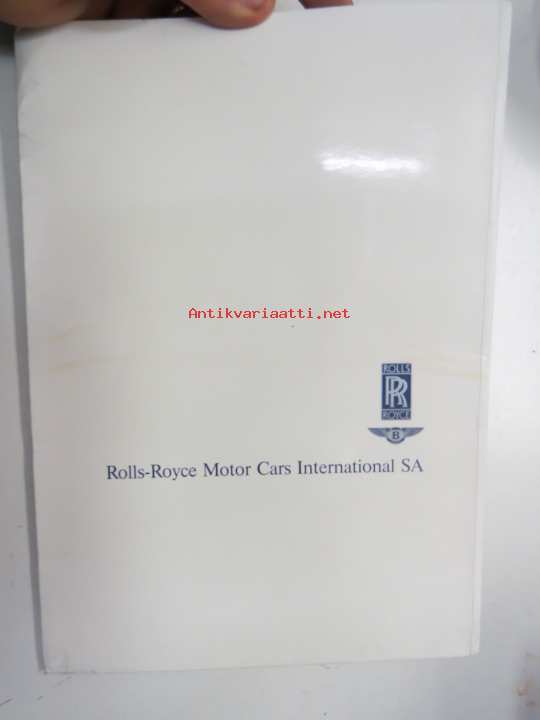 Antikvariaatti.net
ROLLS
RR
ROYCE
B
Rolls-Royce Motor Cars International SA